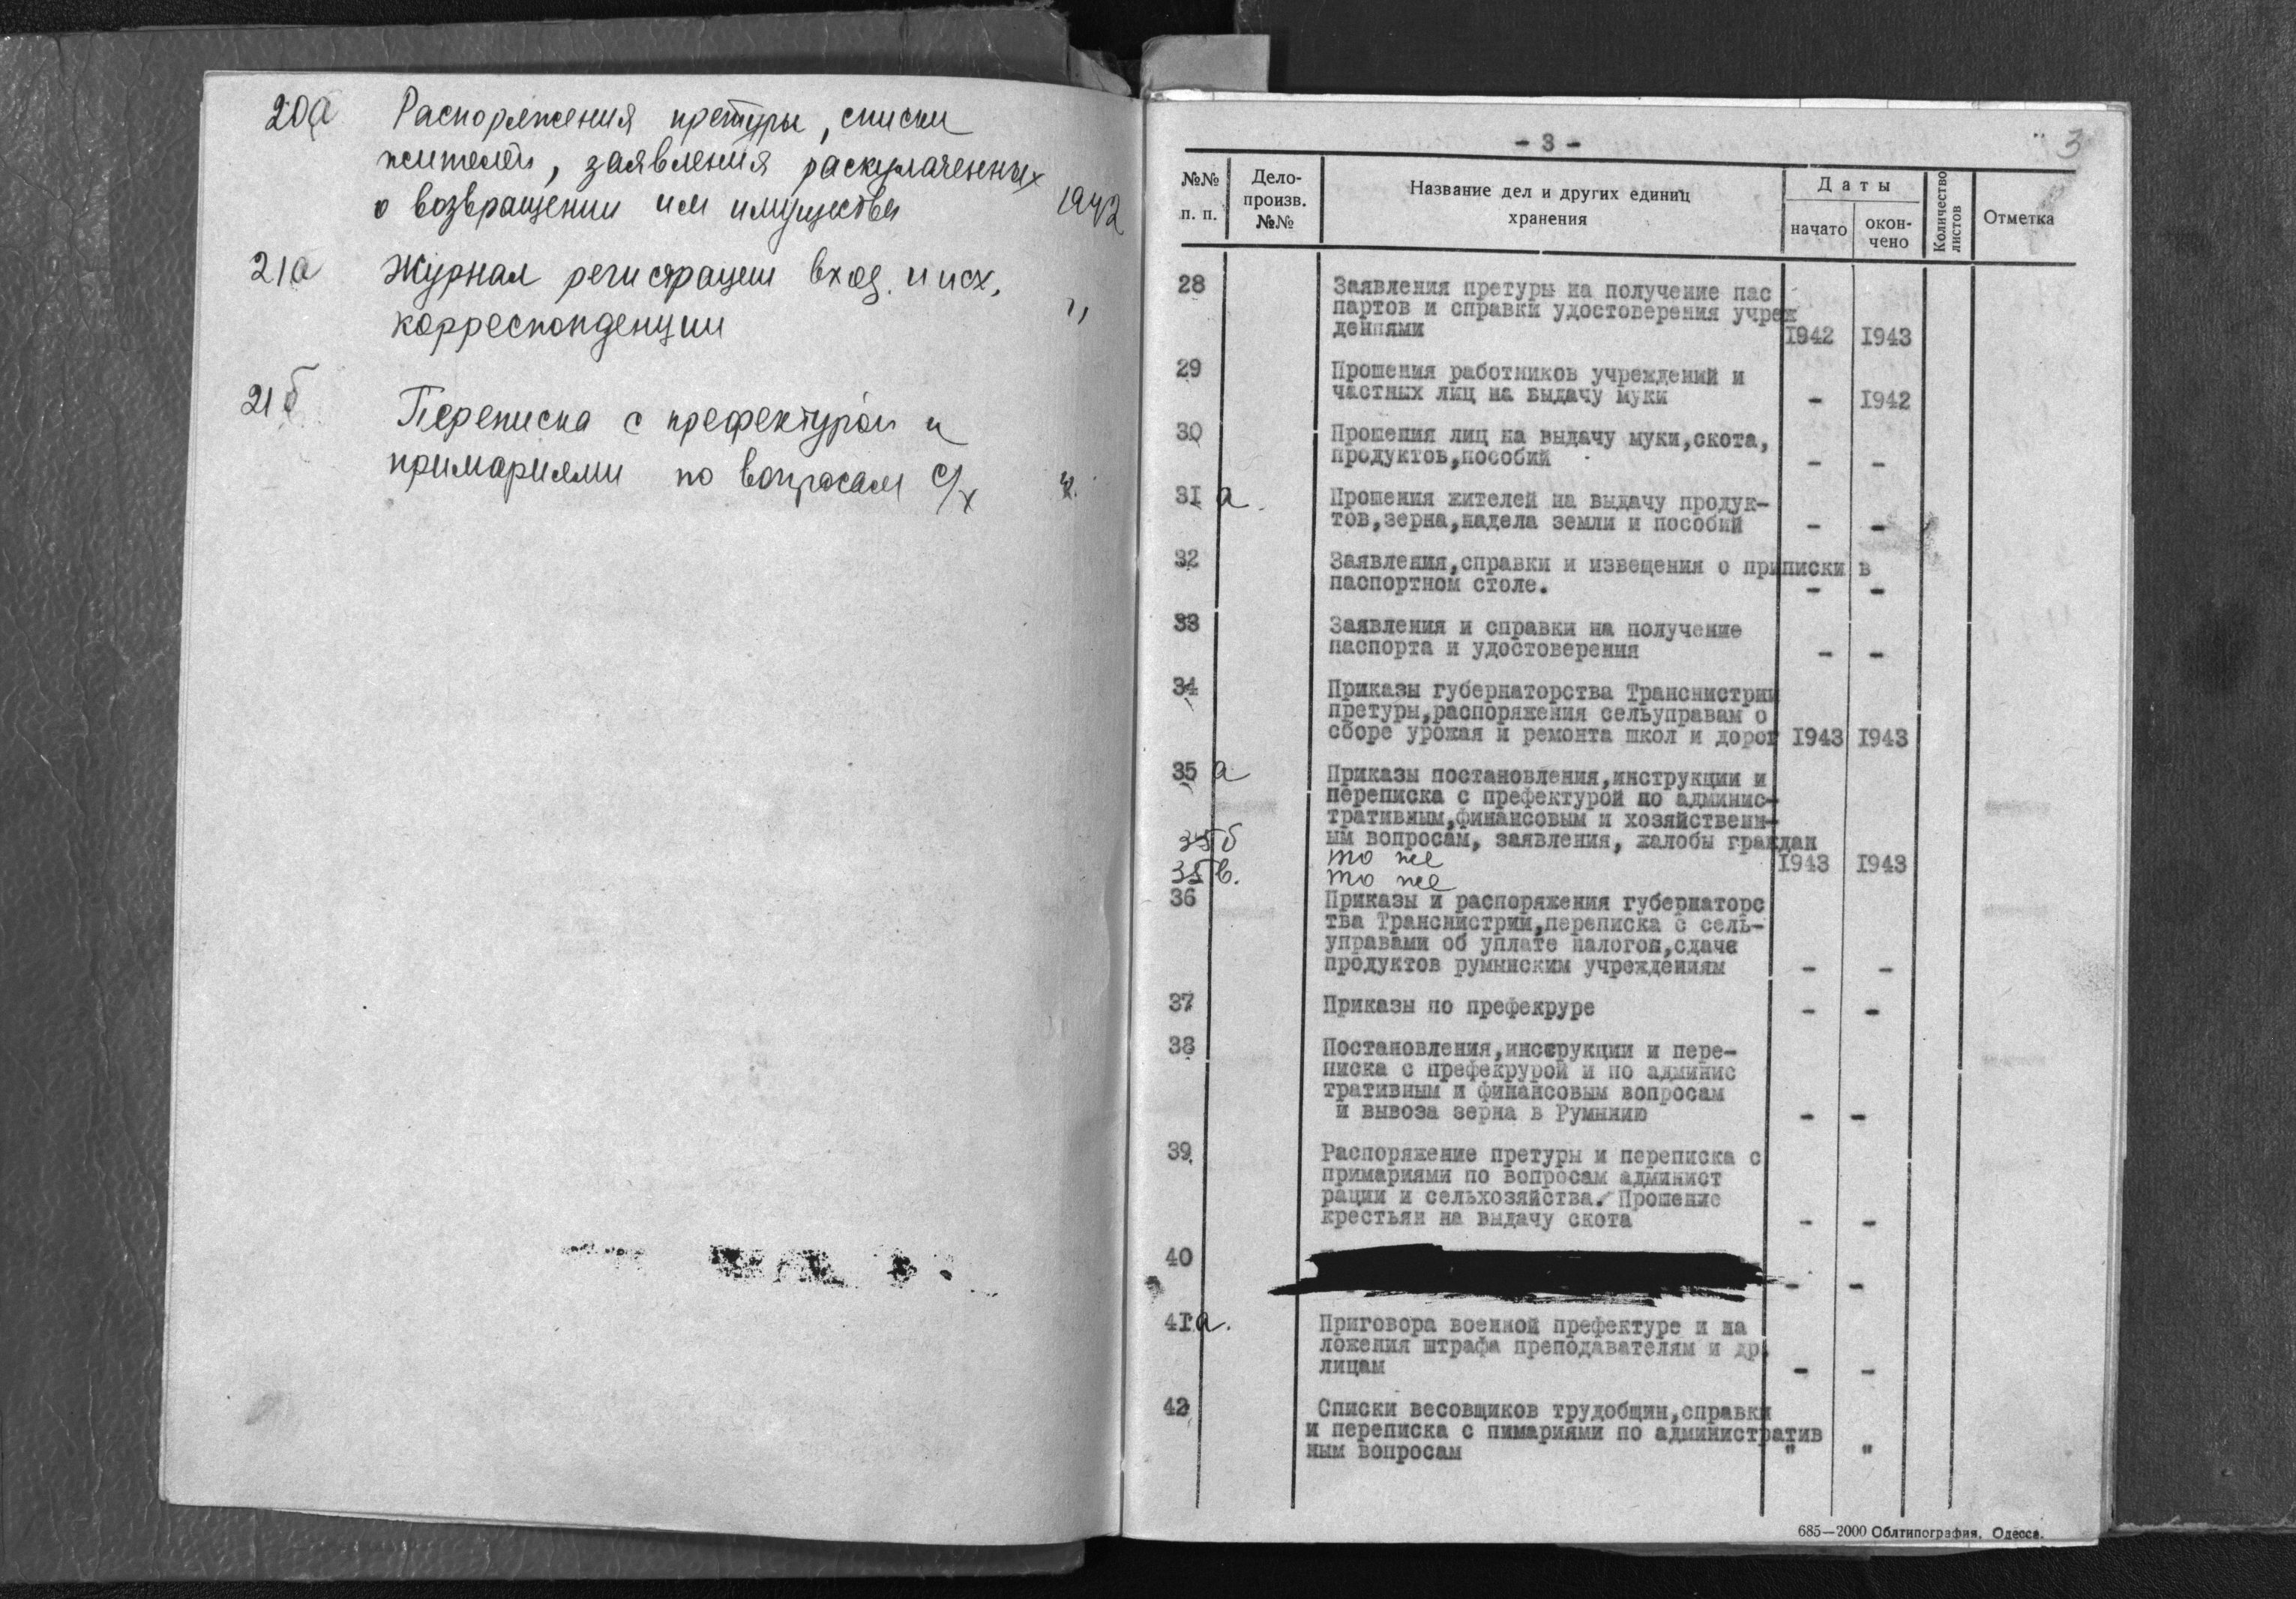 20а Распоряжения претуры, списки
жителей, заявления раскулаченных
о возвращении им имущества 1942
21а Журнал регистрации вход. и исх.
корреспонденции "
21б Переписка с префектурой и
примариями по вопросам с/х
- 3 -
3
№№ п. п.
Дело-произв. №№
Название дел и других единиц
хранения
Даты
начато
окон-чено
Количество листов
Отметка
28 Заявления претуры на получение пас
партов и справки удостоверения учреж
дениями 1942 1943
29 Прошения работников учреждений и
частных лиц на выдачу муки - 1942
30 Прошения лиц на выдачу муки,скота,
продуктов,пособий - -
31 а. Прошения жителей на выдачу продук-
тов,зерна,надела земли и пособий - -
32 Заявления,справки и извещения о приписки в
паспортном столе. - -
33 Заявления и справки на получение
паспорта и удостоверения - -
34 Приказы губернаторства Транснистрии
претуры,распоряжения сельуправам о
сборе урожая и ремонта школ и дорог 1943 1943
35 а Приказы постановления,инструкции и
переписка с префектурой по админис-
тративным,финансовым и хозяйственн-
ым вопросам, заявления, жалобы граждан
1943 1943
35б то же
35в. то же
36 Приказы и распоряжения губернаторс
тва Транснистрии,переписка с сель-
управами об уплате налогов,сдаче
продуктов румынским учреждениям - -
37 Приказы по префекруре - -
38 Постановления,инсерукции и пере-
писка с префекрурой и по админис
тративным и финансовым вопросам
и вывоза зерна в Румынию - -
39 Распоряжение претуры и переписка с
примариями по вопросам админист
рации и сельхозяйства. Прошение
крестьян на выдачу скота - -
40 - -
41 а. Приговора военной префектуре и на
ложения штрафа преподавателям и др.
лицам - -
42 Списки весовщиков трудобщин,справки
и переписка с пимариями по административ
ным вопросам " "
685—2000 Облтипография. Одесса.